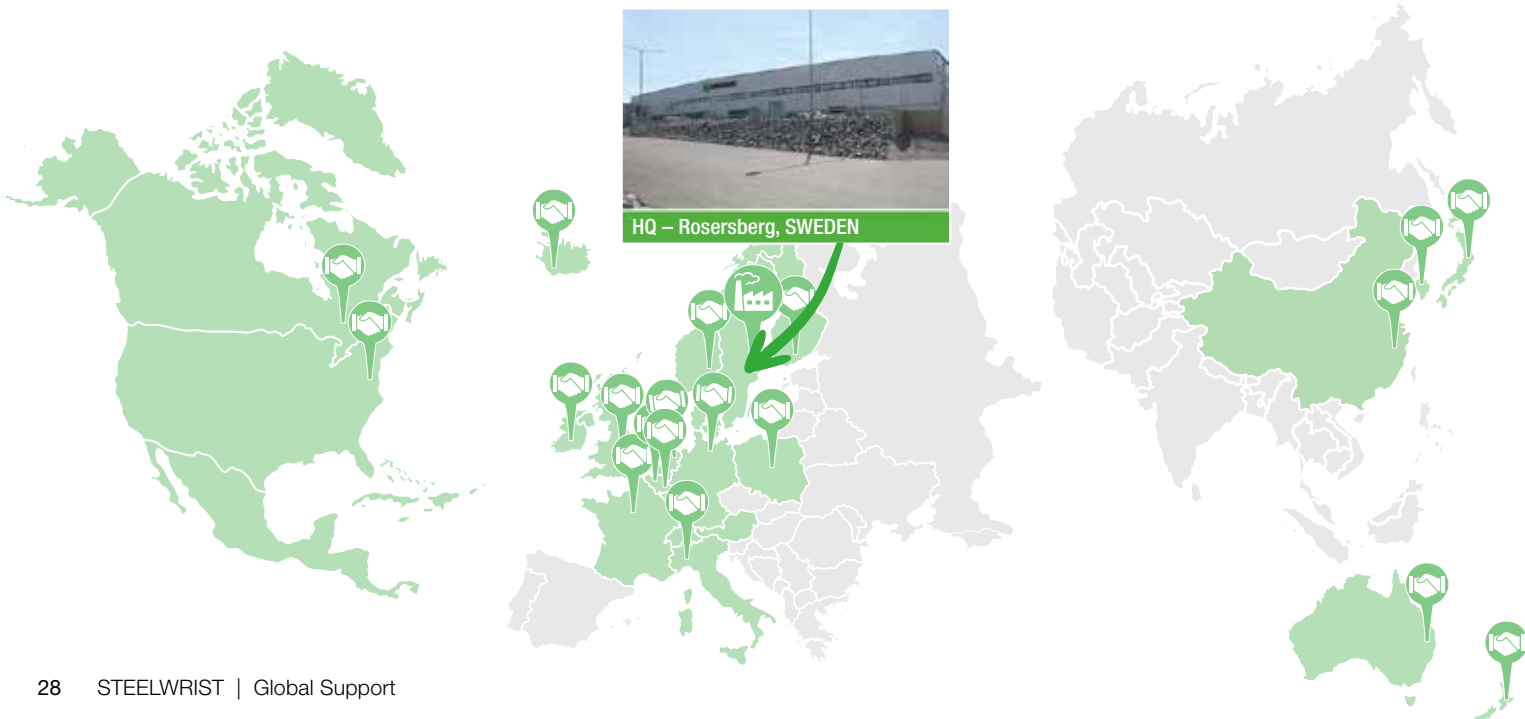 HQ – Rosersberg, SWEDEN
28 STEELWRIST | Global Support